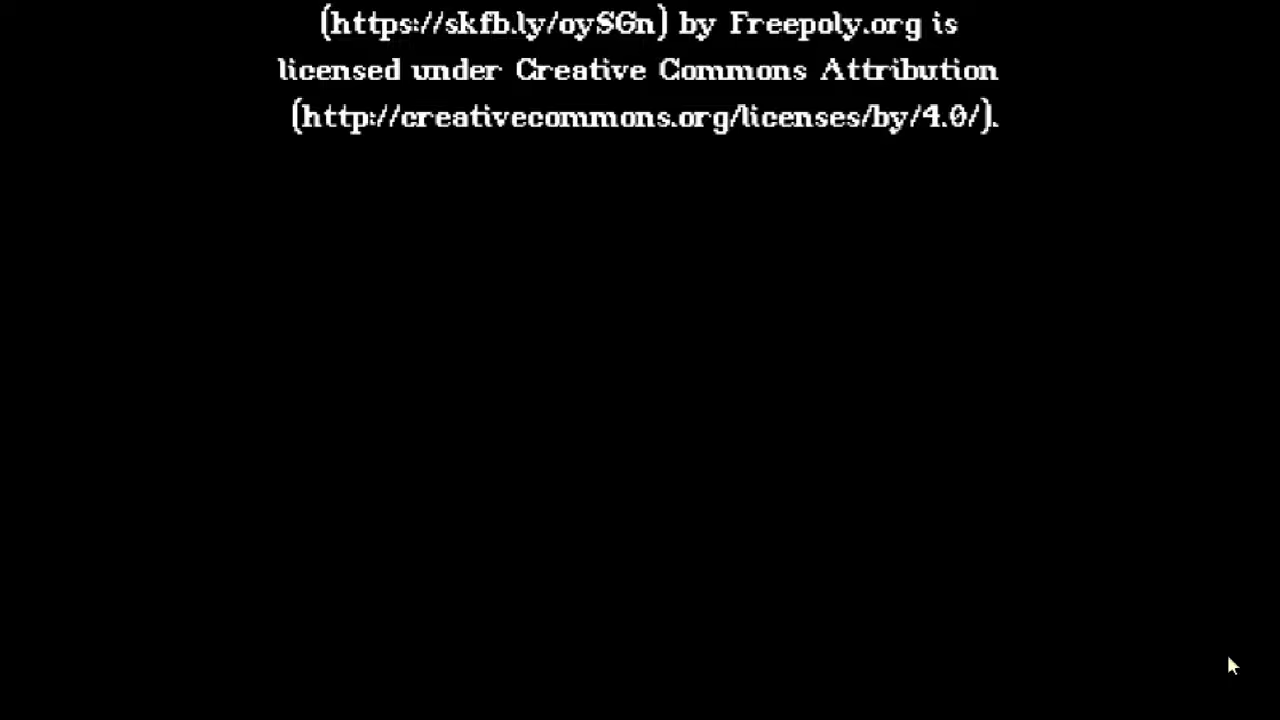 (https://skfb.ly/oySGn) by Freepoly.org is
licensed under Creative Commons Attribution
(http://creativecommons.org/licenses/by/4.0/).